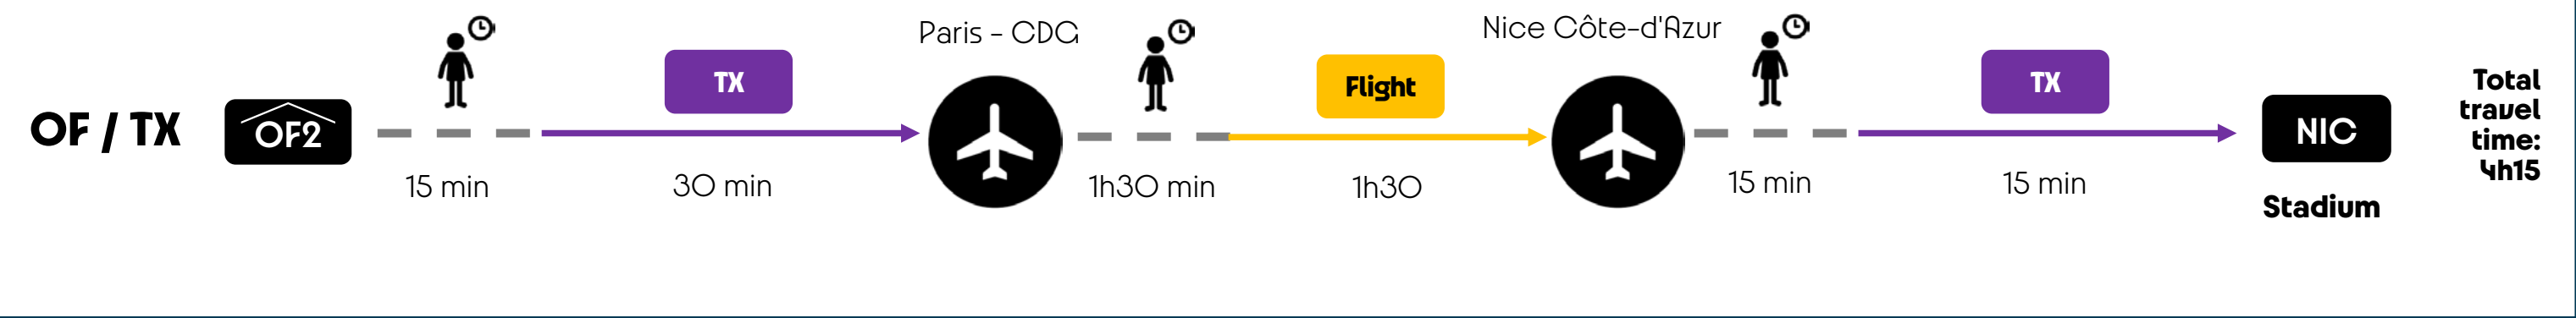 OF / TX
OF2
15 min
TX
30 min
Paris - CDG
1h30 min
Flight
1h30
Nice Côte-d'Azur
15 min
TX
15 min
NIC
Stadium
Total
travel
time:
4h15